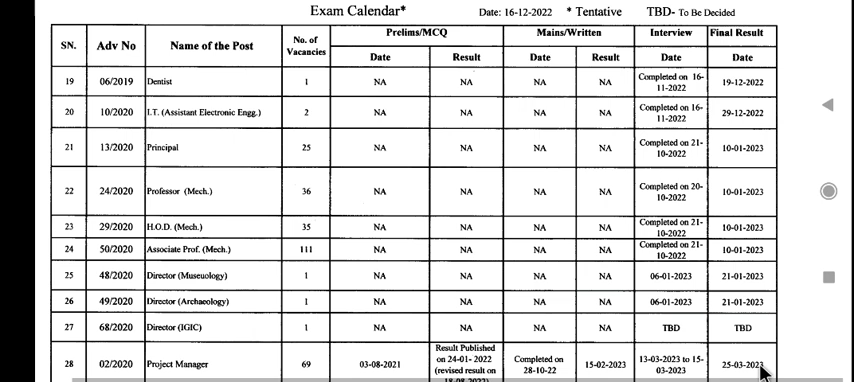 Exam Calendar* Date: 16-12-2022 * Tentative TBD- To Be Decided
SN. Adv No Name of the Post No. of Vacancies Prelims/MCQ Mains/Written Interview Final Result
Date Result Date Result Date Date
19 06/2019 Dentist 1 NA NA NA NA Completed on 16-11-2022 19-12-2022
20 10/2020 I.T. (Assistant Electronic Engg.) 2 NA NA NA NA Completed on 16-11-2022 29-12-2022
21 13/2020 Principal 25 NA NA NA NA Completed on 21-10-2022 10-01-2023
22 24/2020 Professor (Mech.) 36 NA NA NA NA Completed on 20-10-2022 10-01-2023
23 29/2020 H.O.D. (Mech.) 35 NA NA NA NA Completed on 21-10-2022 10-01-2023
24 50/2020 Associate Prof. (Mech.) 111 NA NA NA NA Completed on 21-10-2022 10-01-2023
25 48/2020 Director (Museuology) 1 NA NA NA NA 06-01-2023 21-01-2023
26 49/2020 Director (Archaeology) 1 NA NA NA NA 06-01-2023 21-01-2023
27 68/2020 Director (IGIC) 1 NA NA NA NA TBD TBD
28 02/2020 Project Manager 69 03-08-2021 Result Published on 24-01- 2022 (revised result on 18-08-2022) Completed on 28-10-22 15-02-2023 13-03-2023 to 15-03-2023 25-03-2023